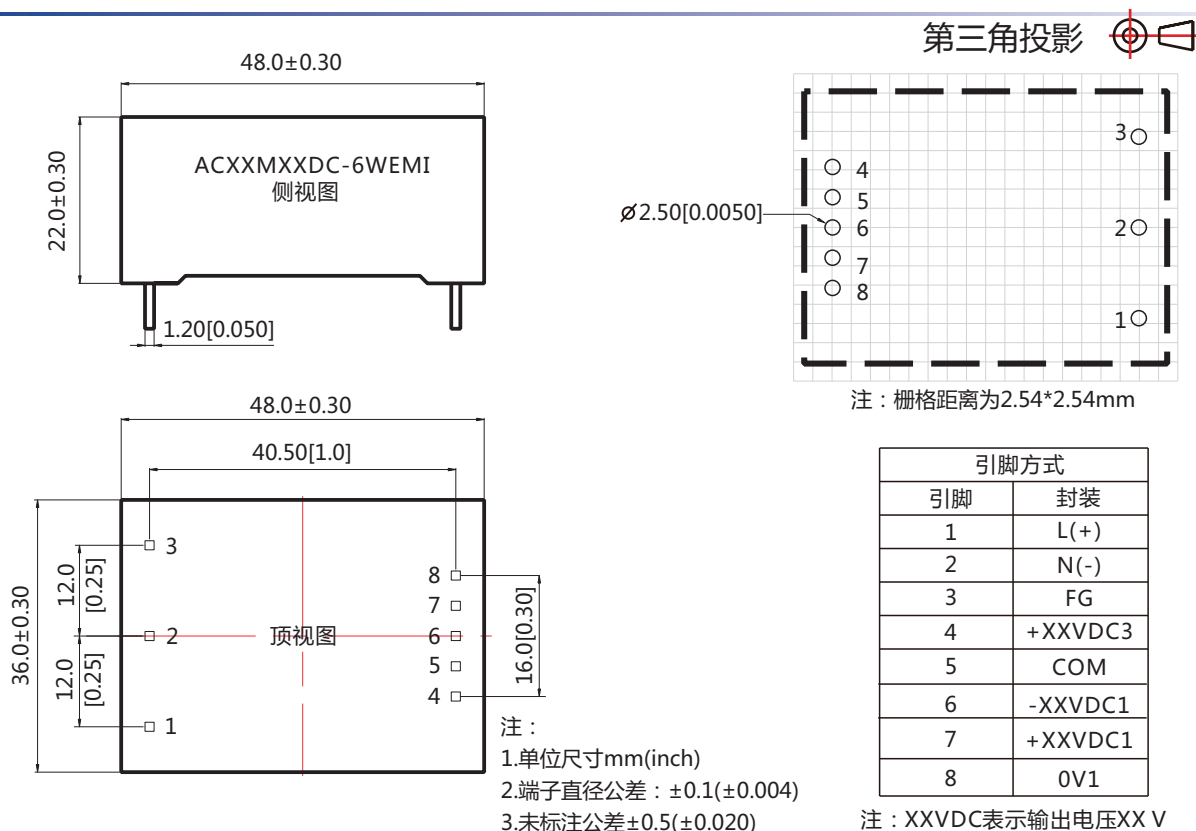 第三角投影
48.0±0.30
22.0±0.30
ACXXMXXDC-6WEMI
侧视图
1.20[0.050]
3
4
5
⌀2.50[0.0050]
6
2
7
8
1
注：栅格距离为2.54*2.54mm
48.0±0.30
40.50[1.0]
36.0±0.30
12.0
[0.25]
12.0
[0.25]
3
8
7
2
顶视图
6
5
4
1
16.0[0.30]
注：
1.单位尺寸mm(inch)
2.端子直径公差：±0.1(±0.004)
3.未标注公差±0.5(±0.020)
引脚方式
引脚 封装
1 L(+)
2 N(-)
3 FG
4 +XXVDC3
5 COM
6 -XXVDC1
7 +XXVDC1
8 0V1
注：XXVDC表示输出电压XX V